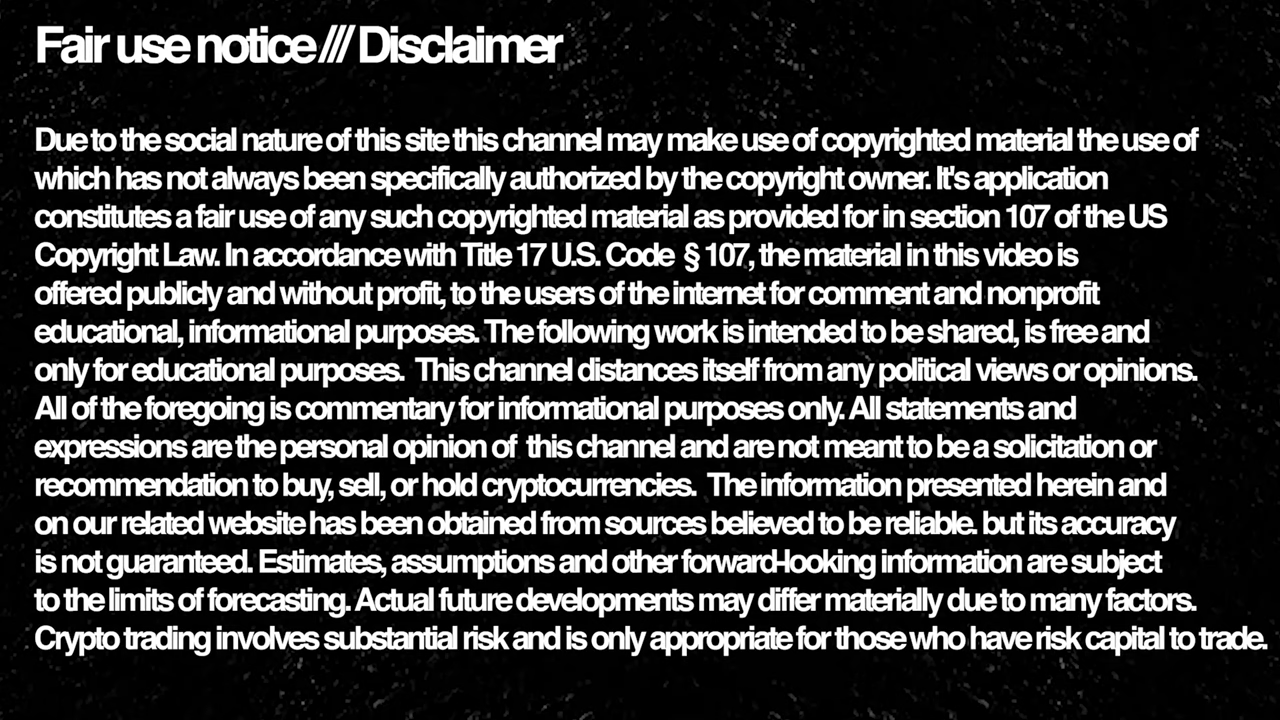 Fair use notice /// Disclaimer
Due to the social nature of this site this channel may make use of copyrighted material the use of
which has not always been specifically authorized by the copyright owner. It's application
constitutes a fair use of any such copyrighted material as provided for in section 107 of the US
Copyright Law. In accordance with Title 17 U.S. Code § 107, the material in this video is
offered publicly and without profit, to the users of the internet for comment and nonprofit
educational, informational purposes. The following work is intended to be shared, is free and
only for educational purposes. This channel distances itself from any political views or opinions.
All of the foregoing is commentary for informational purposes only. All statements and
expressions are the personal opinion of this channel and are not meant to be a solicitation or
recommendation to buy, sell, or hold cryptocurrencies. The information presented herein and
on our related website has been obtained from sources believed to be reliable. but its accuracy
is not guaranteed. Estimates, assumptions and other forward-looking information are subject
to the limits of forecasting. Actual future developments may differ materially due to many factors.
Crypto trading involves substantial risk and is only appropriate for those who have risk capital to trade.